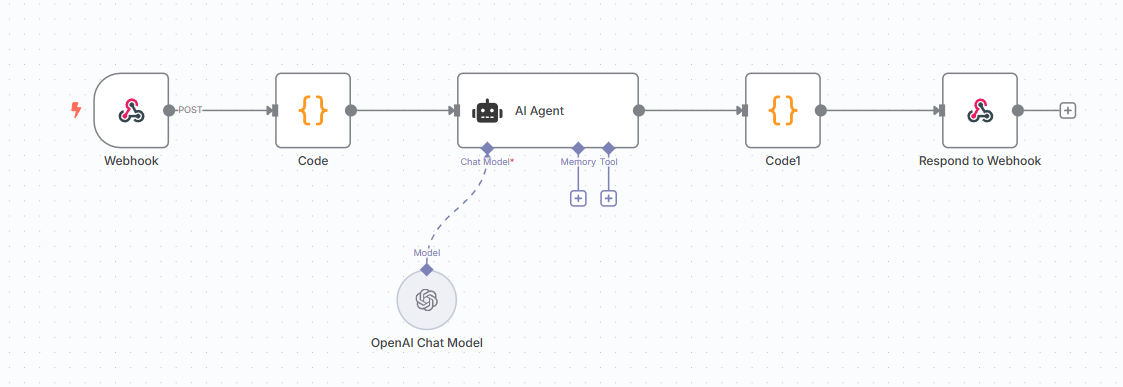 POST
AI Agent
Webhook
Code
Chat Model*
Memory
Tool
Code1
Respond to Webhook
Model
OpenAI Chat Model